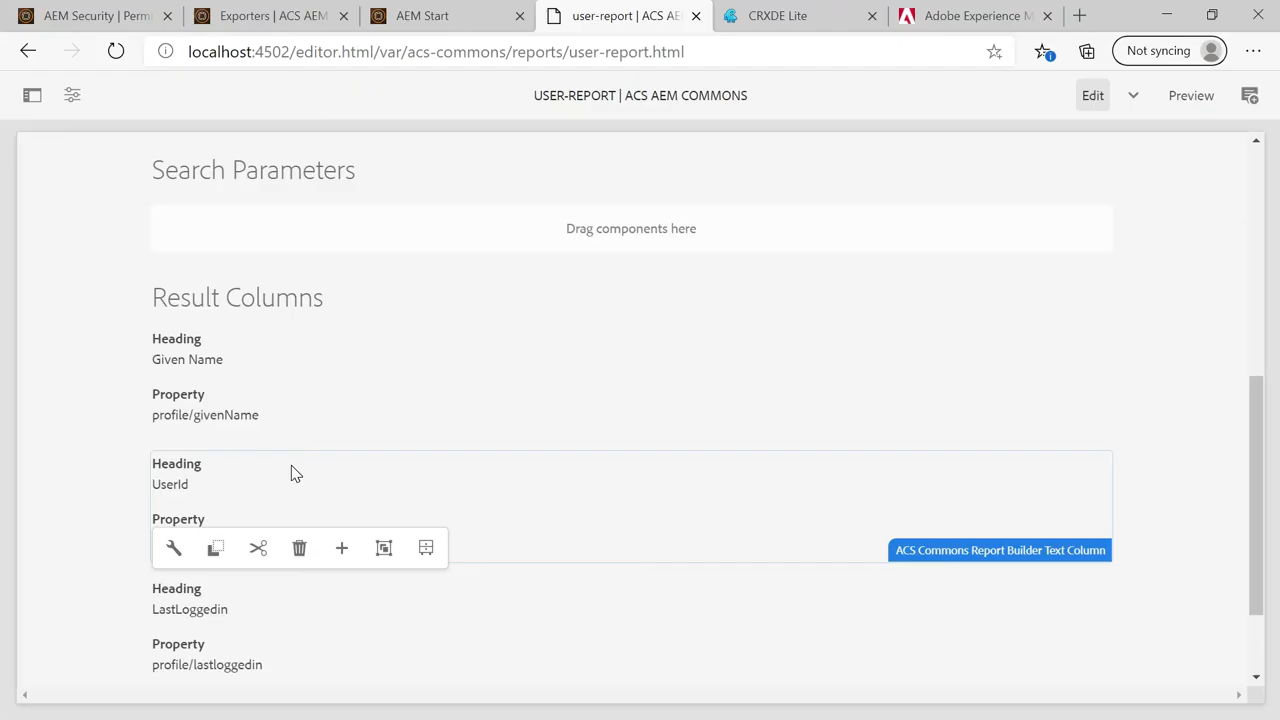 AEM Security | Perm
Exporters | ACS AEM
AEM Start
user-report | ACS AE
CRXDE Lite
Adobe Experience M
localhost:4502/editor.html/var/acs-commons/reports/user-report.html
Not syncing
USER-REPORT | ACS AEM COMMONS
Edit
Preview
Search Parameters
Drag components here
Result Columns
Heading
Given Name
Property
profile/givenName
Heading
UserId
Property
ACS Commons Report Builder Text Column
Heading
LastLoggedin
Property
profile/lastloggedin